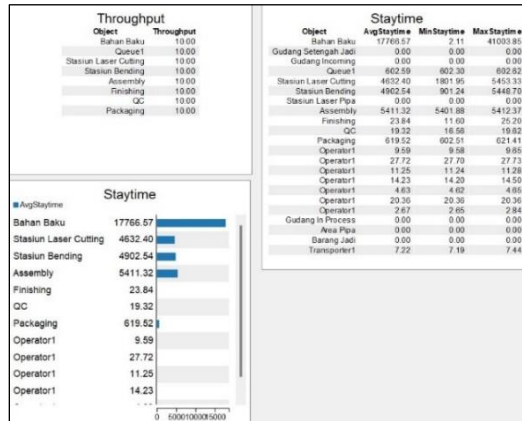 Throughput
Object Throughput
Bahan Baku 10.00
Queue1 10.00
Stasiun Laser Cutting 10.00
Stasiun Bending 10.00
Assembly 10.00
Finishing 10.00
QC 10.00
Packaging 10.00
Staytime
Object AvgStaytime MinStaytime MaxStaytime
Bahan Baku 17766.57 2.11 41003.85
Gudang Setengah Jadi 0.00 0.00 0.00
Gudang Incoming 0.00 0.00 0.00
Queue1 602.59 602.30 602.62
Stasiun Laser Cutting 4632.40 1801.95 5453.33
Stasiun Bending 4902.54 901.24 5448.70
Stasiun Laser Pipa 0.00 0.00 0.00
Assembly 5411.32 5401.88 5412.37
Finishing 23.84 11.60 25.20
QC 19.32 16.56 19.62
Packaging 619.52 602.51 621.41
Operator1 9.59 9.58 9.65
Operator1 27.72 27.70 27.73
Operator1 11.25 11.24 11.28
Operator1 14.23 14.20 14.50
Operator1 4.63 4.62 4.65
Operator1 20.36 20.36 20.36
Operator1 2.67 2.65 2.84
Gudang In Process 0.00 0.00 0.00
Area Pipa 0.00 0.00 0.00
Barang Jadi 0.00 0.00 0.00
Transporter1 7.22 7.19 7.44
Staytime
AvgStaytime
Bahan Baku 17766.57
Stasiun Laser Cutting 4632.40
Stasiun Bending 4902.54
Assembly 5411.32
Finishing 23.84
QC 19.32
Packaging 619.52
Operator1 9.59
Operator1 27.72
Operator1 11.25
Operator1 14.23
0 5000 10000 15000